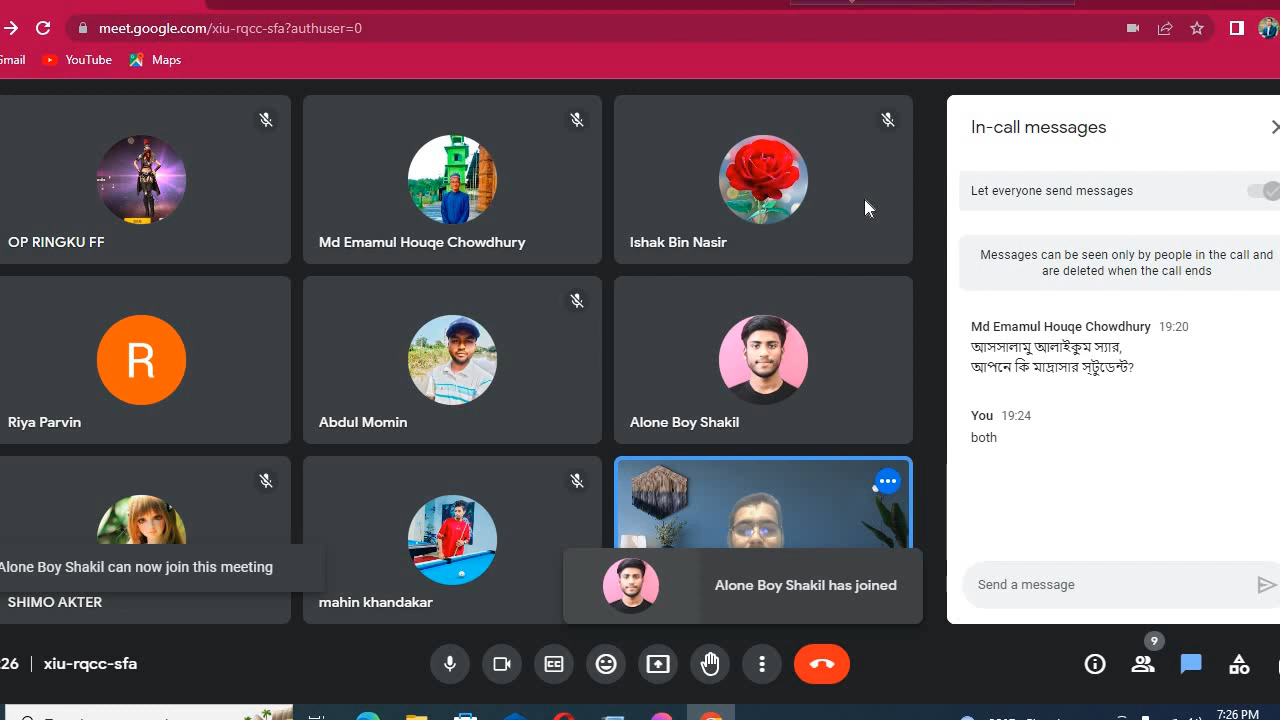 meet.google.com/xiu-rqcc-sfa?authuser=0
YouTube
Maps
In-call messages
Let everyone send messages
Messages can be seen only by people in the call and
are deleted when the call ends
OP RINGKU FF
Md Emamul Houqe Chowdhury
Ishak Bin Nasir
R
Riya Parvin
Abdul Momin
Alone Boy Shakil
Md Emamul Houqe Chowdhury 19:20
আসসালামু আলাইকুম স্যার,
আপনে কি মাদ্রাসার স্টুডেন্ট?
You 19:24
both
Alone Boy Shakil can now join this meeting
Alone Boy Shakil has joined
SHIMO AKTER
mahin khandakar
Send a message
9
xiu-rqcc-sfa
CC
7:26 PM